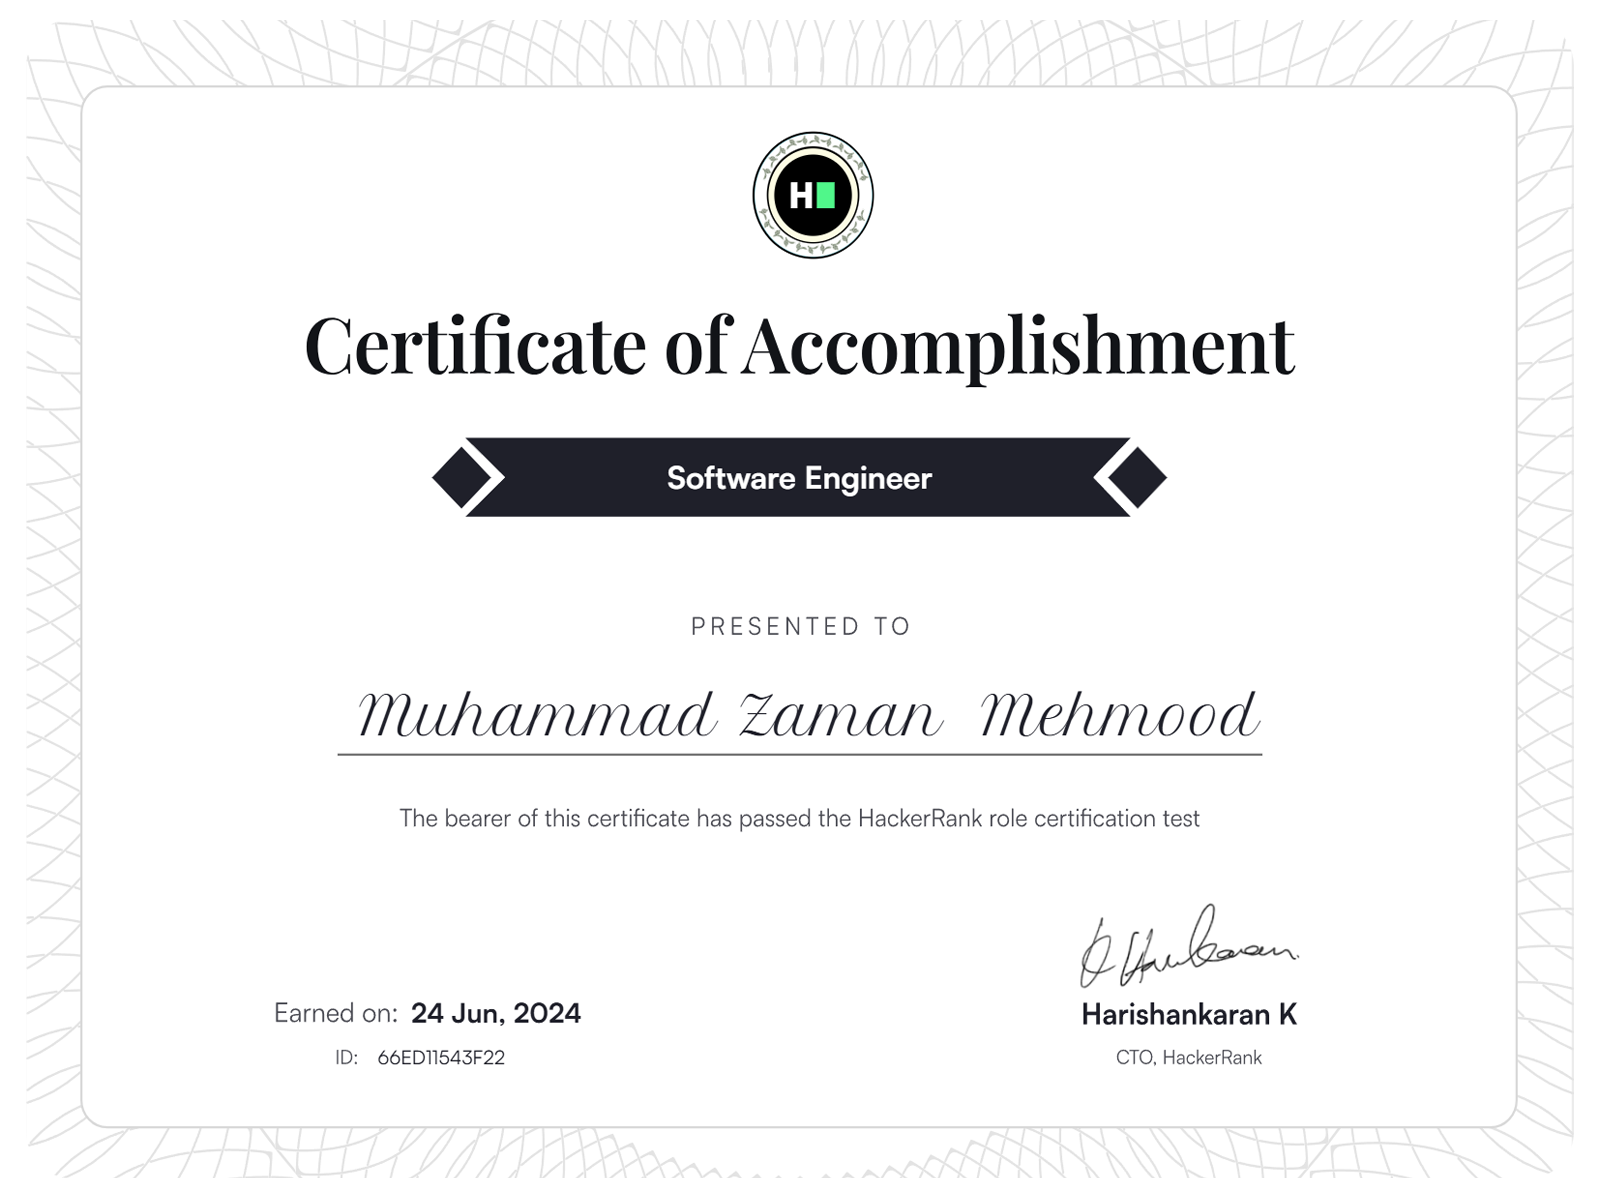 H
Certificate of Accomplishment
Software Engineer
PRESENTED TO
Muhammad Zaman Mehmood
The bearer of this certificate has passed the HackerRank role certification test
Earned on: 24 Jun, 2024
ID: 66ED11543F22
Harishankaran K
CTO, HackerRank